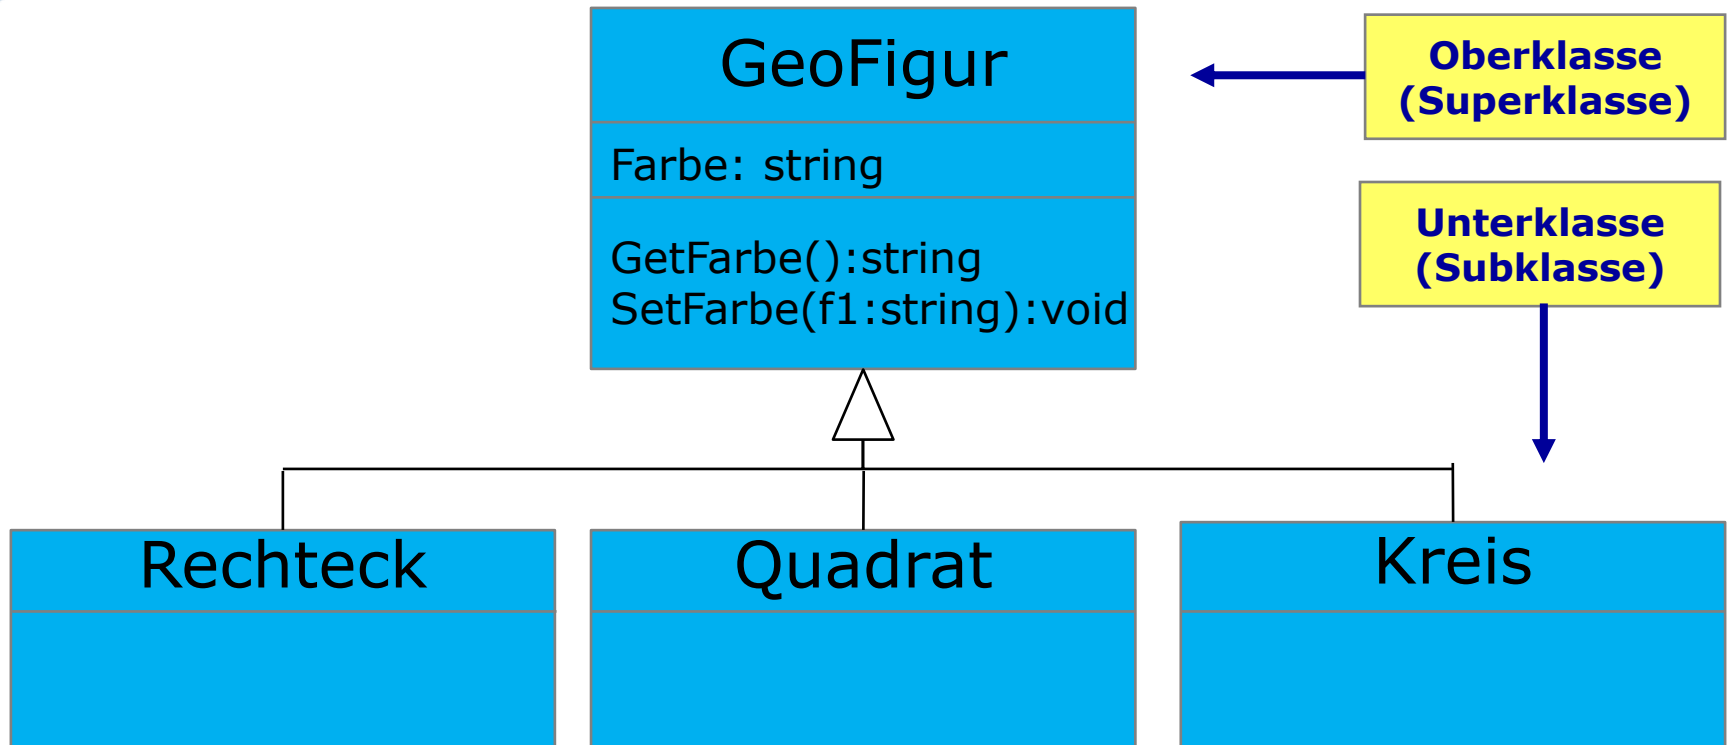 GeoFigur
Farbe: string
GetFarbe():string
SetFarbe(f1:string):void
Oberklasse
(Superklasse)
Unterklasse
(Subklasse)
Rechteck
Quadrat
Kreis